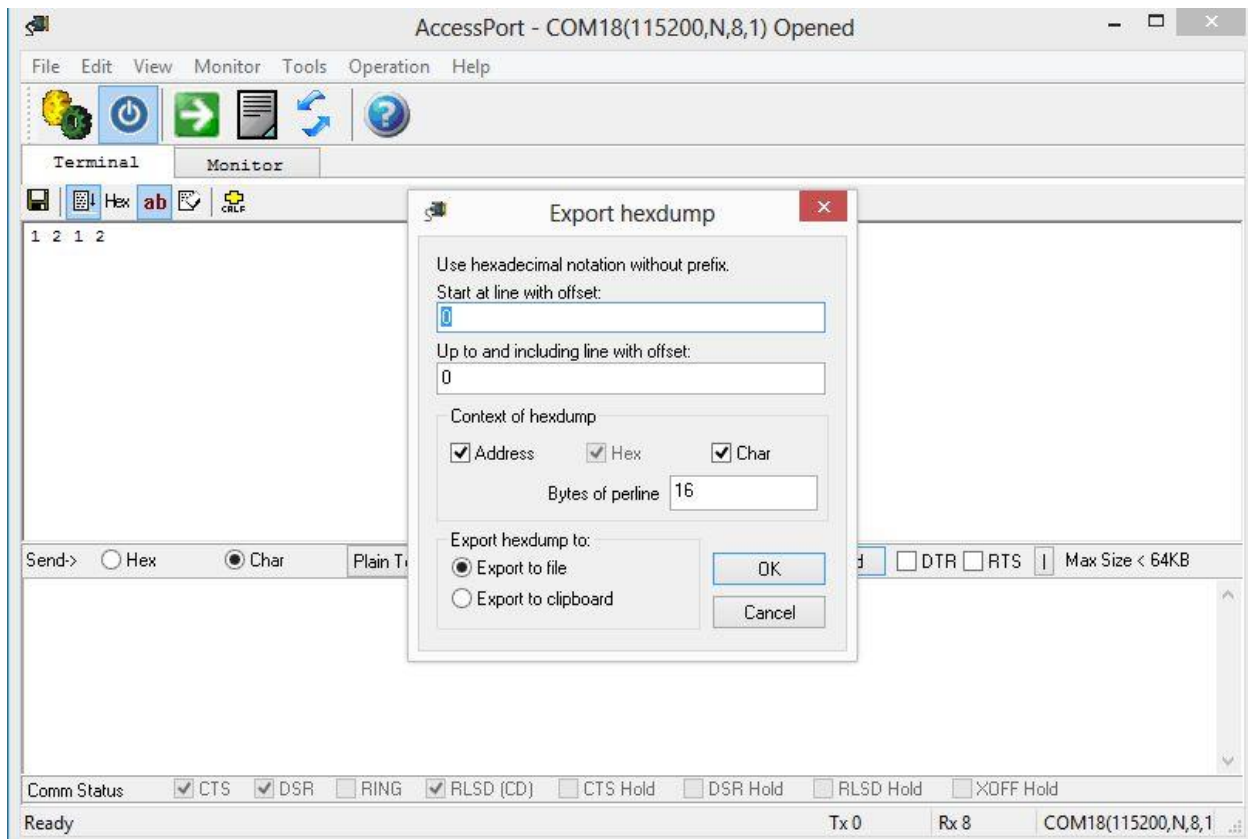 AccessPort - COM18(115200,N,8,1) Opened
File Edit View Monitor Tools Operation Help
Terminal Monitor
Hex ab CRLF
1 2 1 2
Export hexdump
Use hexadecimal notation without prefix.
Start at line with offset:
0
Up to and including line with offset:
0
Context of hexdump
Address Hex Char
Bytes of perline 16
Export hexdump to:
Export to file
Export to clipboard
OK
Cancel
Send-> Hex Char Plain DTR RTS | Max Size < 64KB
Comm Status CTS DSR RING RLSD (CD) CTS Hold DSR Hold RLSD Hold XOFF Hold
Ready Tx 0 Rx 8 COM18(115200,N,8,1